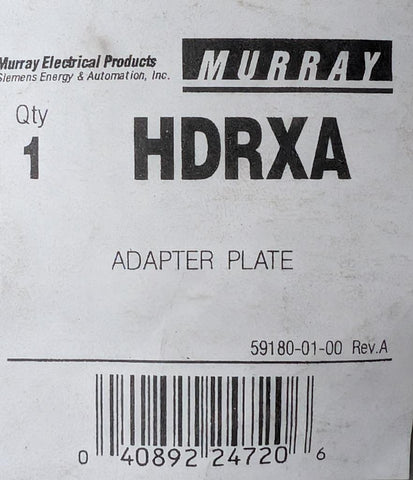 Murray Electrical Products
Siemens Energy & Automation, Inc.
MURRAY
Qty
1
HDRXA
ADAPTER PLATE
59180-01-00 Rev.A
0 40892 24720 6